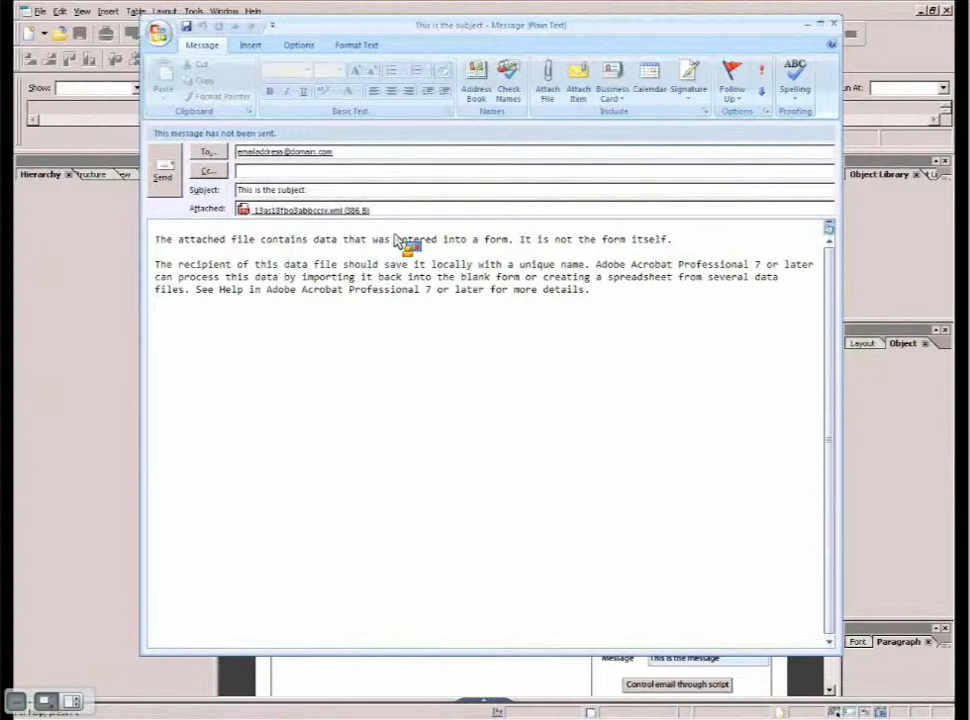 File Edit View Insert Table Layout Tools Window Help
This is the subject - Message (Plain Text)
Message Insert Options Format Text
Show:
Cut
Copy
Format Painter
Paste
Clipboard
Basic Text
Address Book
Check Names
Names
Attach File
Attach Item
Business Card
Calendar
Signature
Include
Follow Up
Options
ABC
Spelling
Proofing
This message has not been sent.
Send
To...
emailaddress@domain.com
Cc...
Subject: This is the subject
Attached:
Hierarchy
Object Library
The attached file contains data that was entered into a form. It is not the form itself.
The recipient of this data file should save it locally with a unique name. Adobe Acrobat Professional 7 or later
can process this data by importing it back into the blank form or creating a spreadsheet from several data
files. See Help in Adobe Acrobat Professional 7 or later for more details.
Layout Object
Font Paragraph
Message This is the message
Control email through script